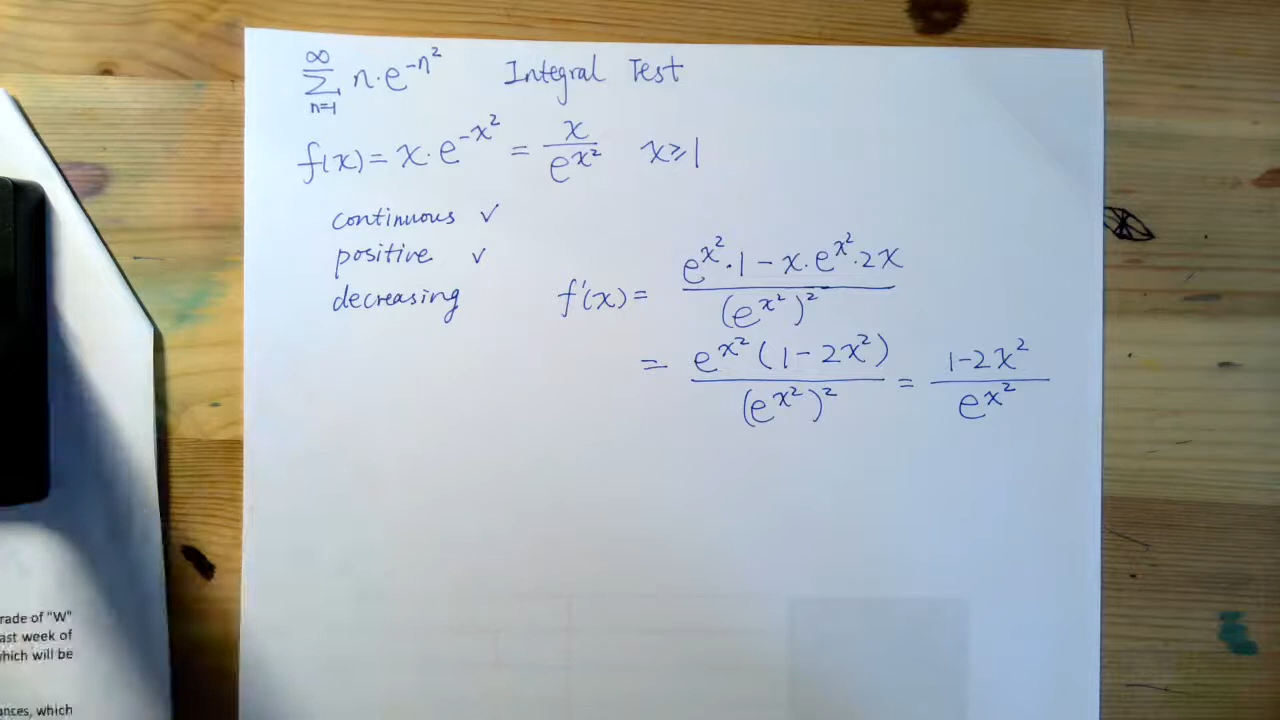 ∞
∑ n·e^{-n²} Integral Test
n=1
f(x) = x·e^{-x²} = x/e^{x²} x ≥ 1
continuous ✓
positive ✓
decreasing f'(x) = (e^{x²}·1 - x·e^{x²}·2x)/(e^{x²})²
= e^{x²}(1-2x²)/(e^{x²})² = (1-2x²)/e^{x²}
rade of "W"
ast week of
which will be
ances, which